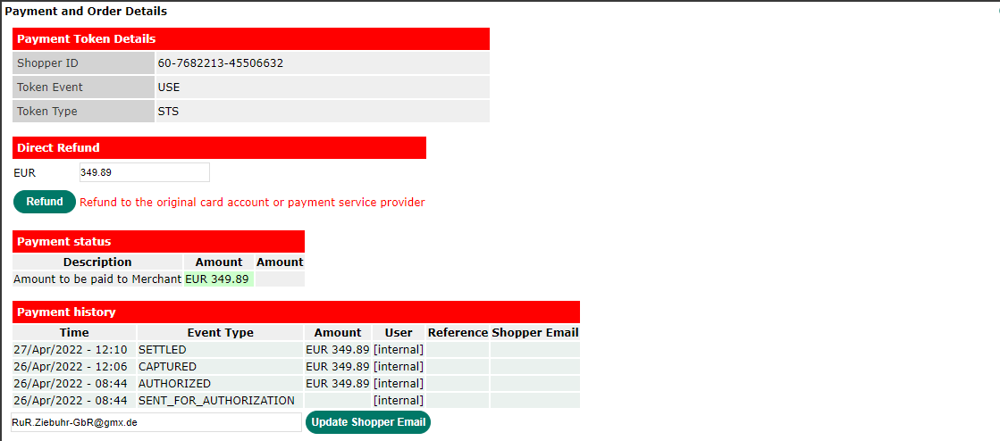 Payment and Order Details
Payment Token Details
Shopper ID 60-7682213-45506632
Token Event USE
Token Type STS
Direct Refund
EUR 349.89
Refund Refund to the original card account or payment service provider
Payment status
Description Amount Amount
Amount to be paid to Merchant EUR 349.89
Payment history
Time Event Type Amount User Reference Shopper Email
27/Apr/2022 - 12:10 SETTLED EUR 349.89 [internal]
26/Apr/2022 - 12:06 CAPTURED EUR 349.89 [internal]
26/Apr/2022 - 08:44 AUTHORIZED EUR 349.89 [internal]
26/Apr/2022 - 08:44 SENT_FOR_AUTHORIZATION [internal]
RuR.Ziebuhr-GbR@gmx.de Update Shopper Email